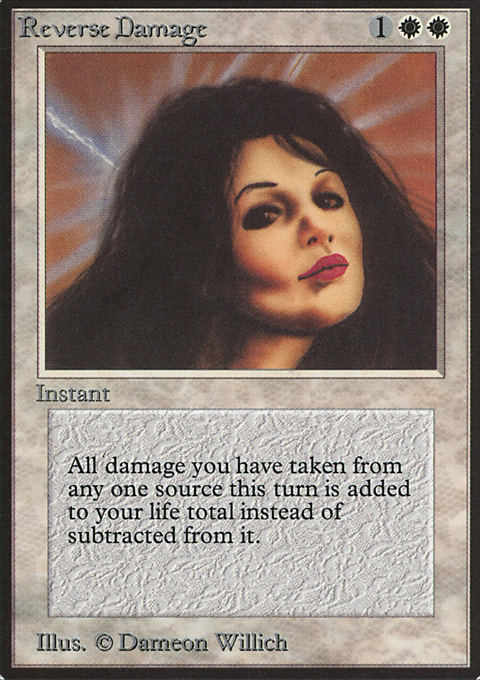 Reverse Damage 1
Instant
All damage you have taken from
any one source this turn is added
to your life total instead of
subtracted from it.
Illus. © Dameon Willich